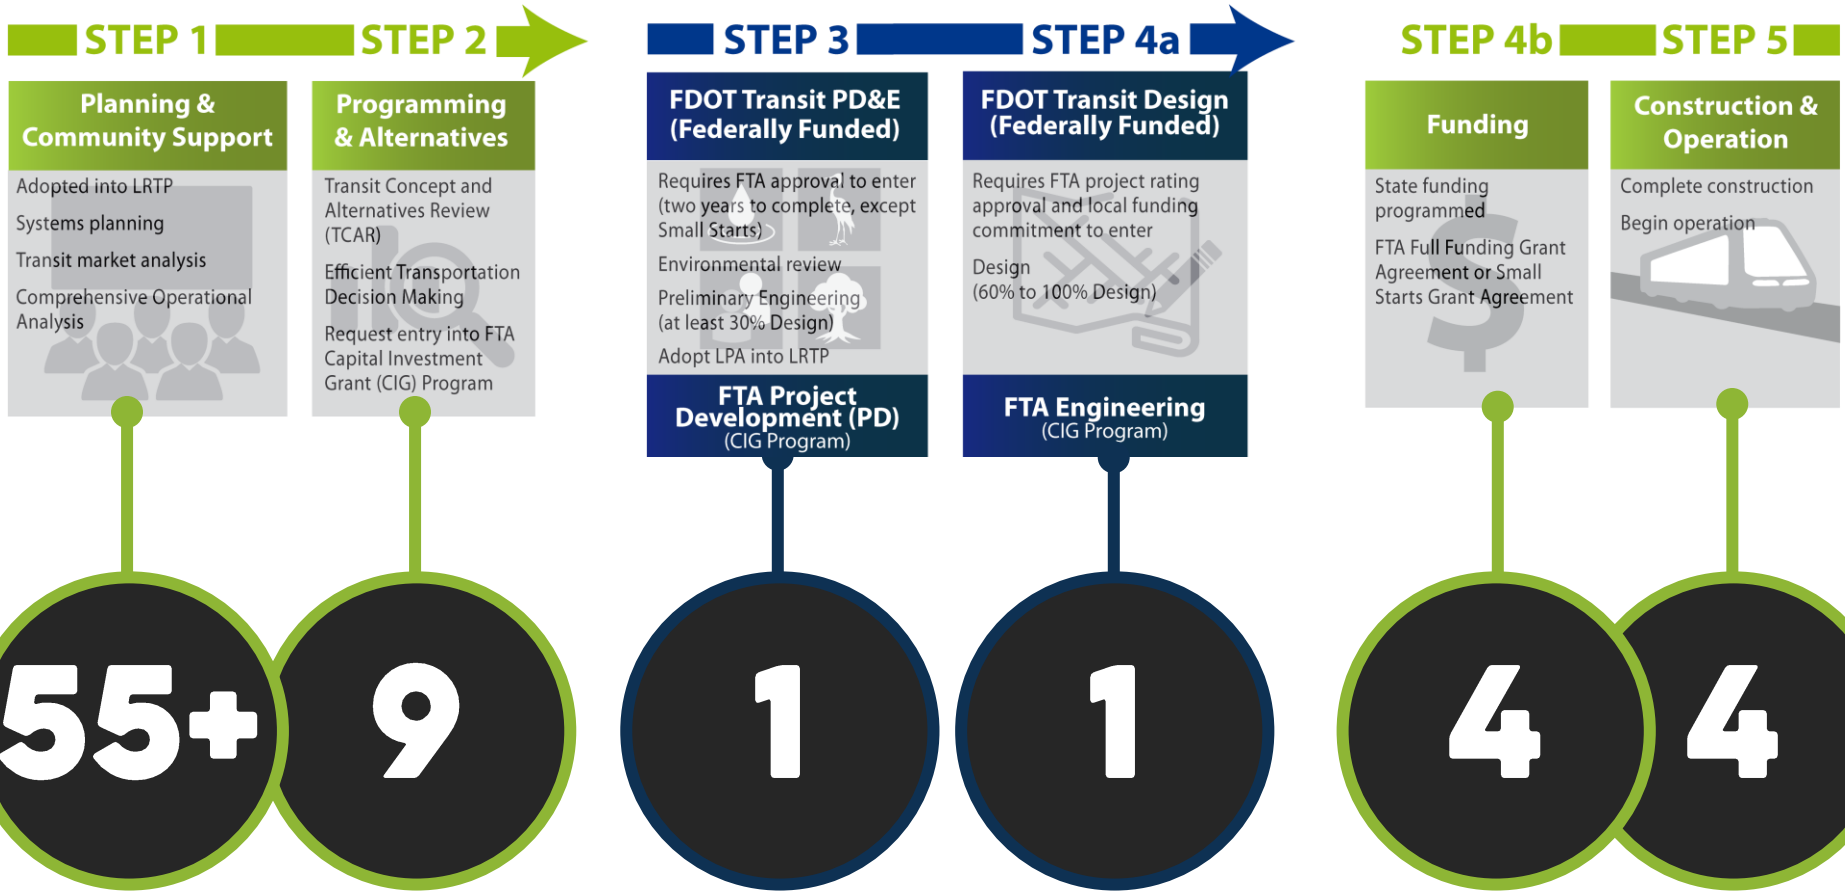 STEP 1
STEP 2
STEP 3
STEP 4a
STEP 4b
STEP 5
Planning &
Community Support
Adopted into LRTP
Systems planning
Transit market analysis
Comprehensive Operational
Analysis
Programming
& Alternatives
Transit Concept and
Alternatives Review
(TCAR)
Efficient Transportation
Decision Making
Request entry into FTA
Capital Investment
Grant (CIG) Program
FDOT Transit PD&E
(Federally Funded)
Requires FTA approval to enter
(two years to complete, except
Small Starts)
Environmental review
Preliminary Engineering
(at least 30% Design)
Adopt LPA into LRTP
FTA Project
Development (PD)
(CIG Program)
FDOT Transit Design
(Federally Funded)
Requires FTA project rating
approval and local funding
commitment to enter
Design
(60% to 100% Design)
FTA Engineering
(CIG Program)
Funding
State funding
programmed
FTA Full Funding Grant
Agreement or Small
Starts Grant Agreement
Construction &
Operation
Complete construction
Begin operation
55+
9
1
1
4
4